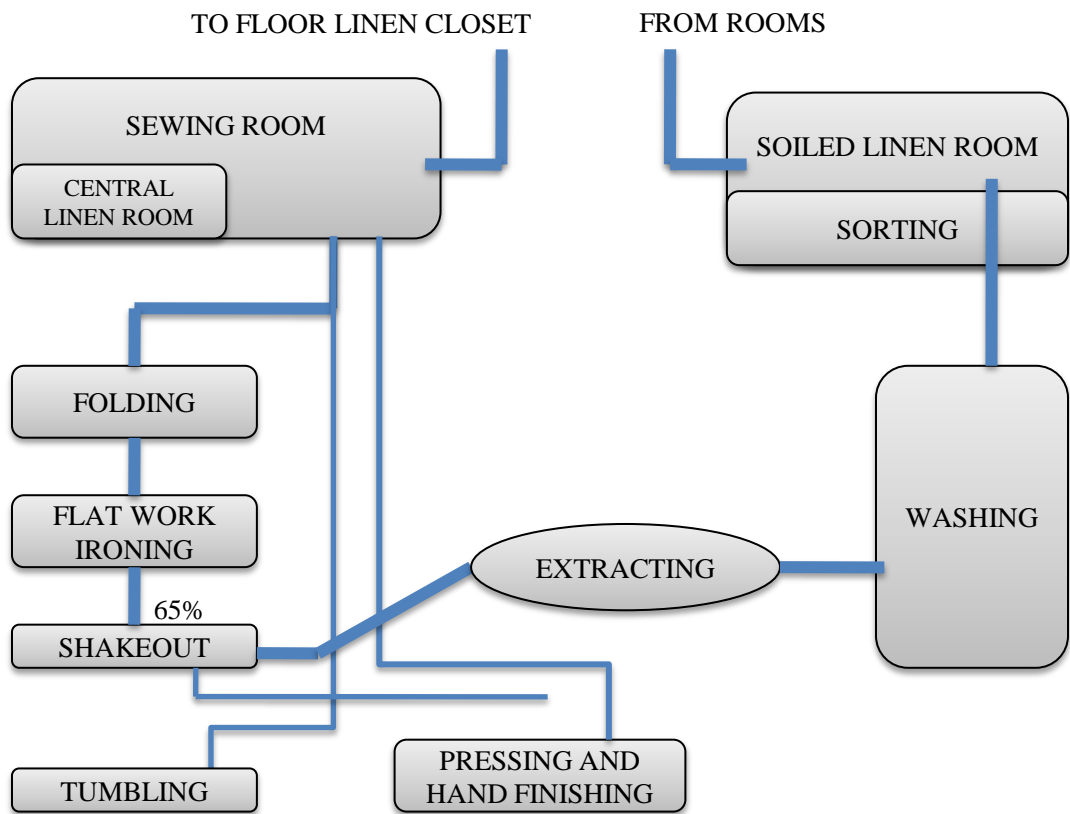 TO FLOOR LINEN CLOSET
FROM ROOMS
SEWING ROOM
CENTRAL
LINEN ROOM
SOILED LINEN ROOM
SORTING
FOLDING
FLAT WORK
IRONING
WASHING
EXTRACTING
65%
SHAKEOUT
TUMBLING
PRESSING AND
HAND FINISHING